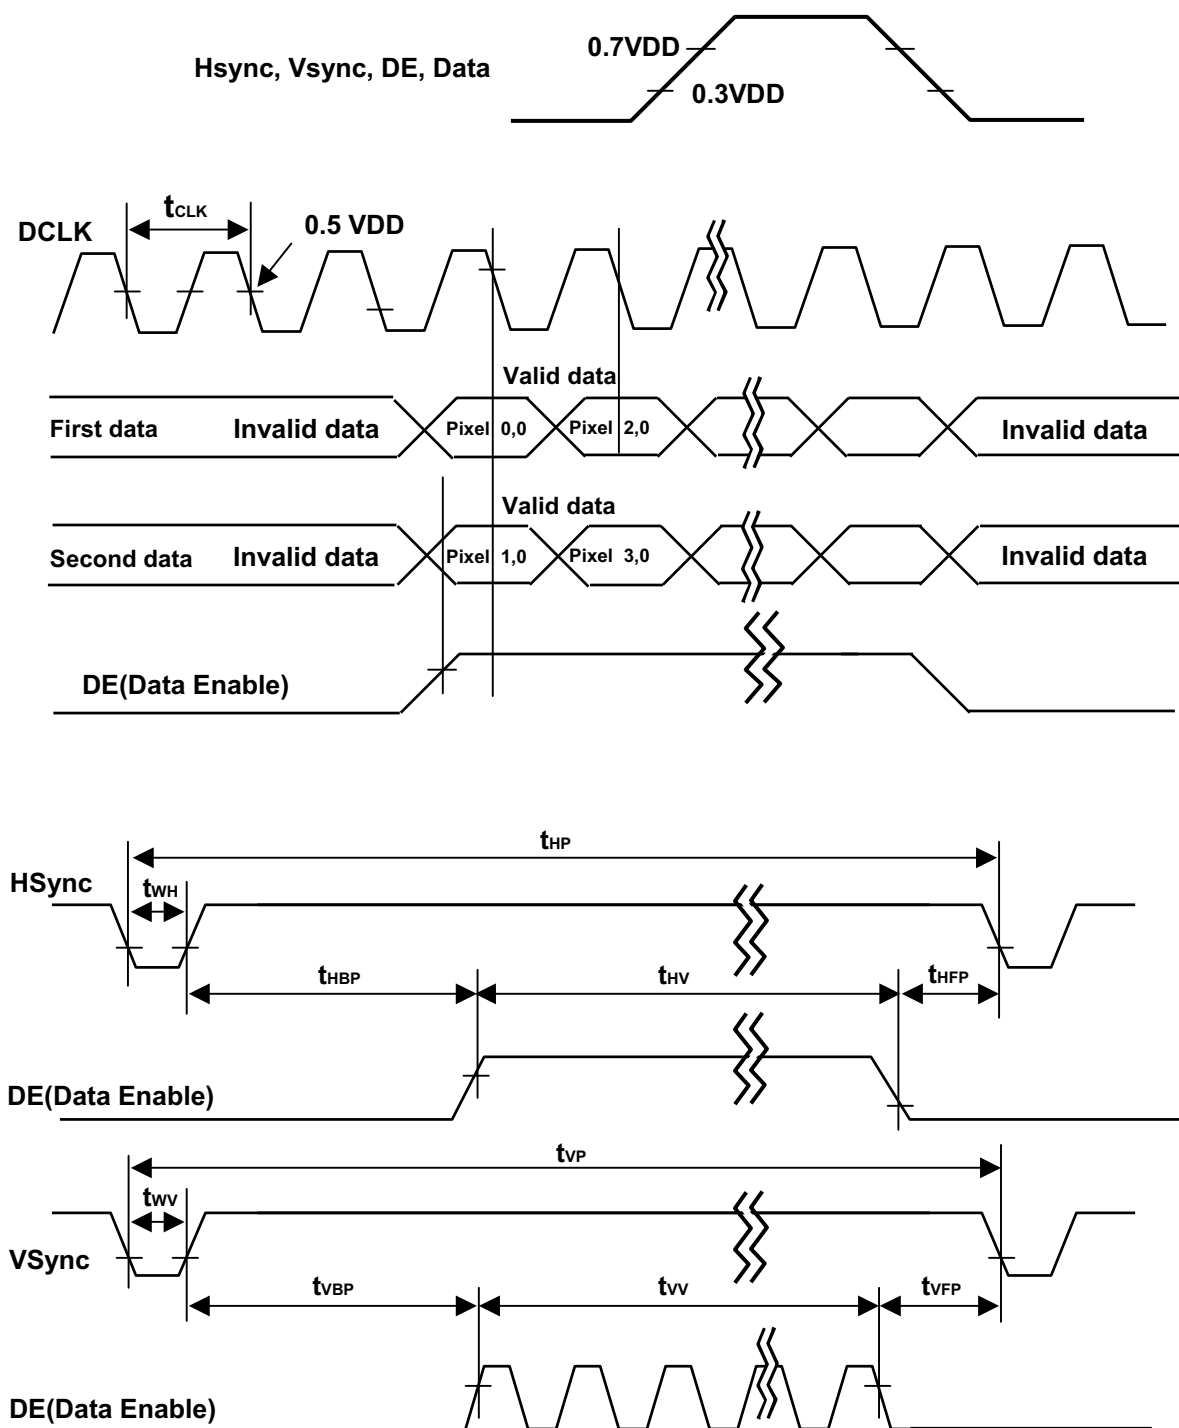 0.7VDD
Hsync, Vsync, DE, Data
0.3VDD
tCLK
DCLK
0.5 VDD
Valid data
First data Invalid data Pixel 0,0 Pixel 2,0 Invalid data
Valid data
Second data Invalid data Pixel 1,0 Pixel 3,0 Invalid data
DE(Data Enable)
tHP
HSync
tWH
tHBP tHV tHFP
DE(Data Enable)
tVP
tWV
VSync
tVBP tVV tVFP
DE(Data Enable)